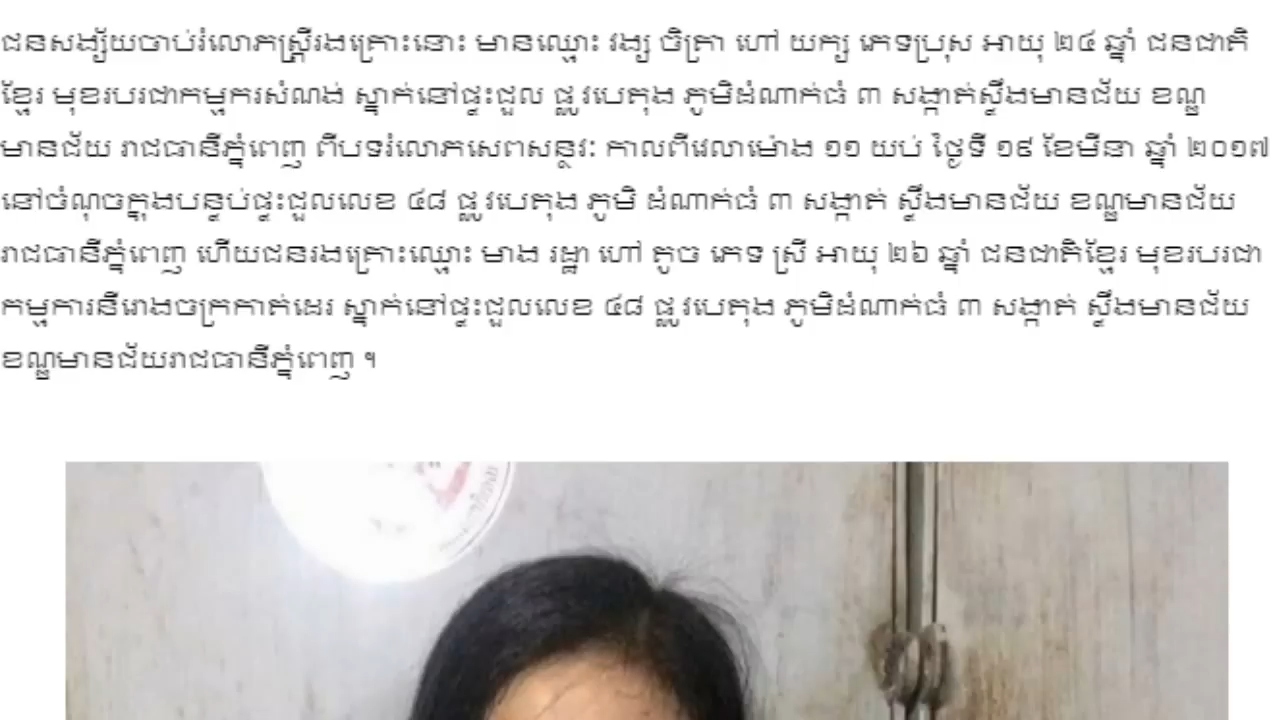 ជនសង្ស័យចាប់រំលោភស្ត្រីរងគ្រោះនោះ មានឈ្មោះ វង្ស ចិត្រា ហៅ យក្ស ភេទប្រុស អាយុ ២៤ ឆ្នាំ ជនជាតិ
ខ្មែរ មុខរបរជាកម្មករសំណង់ ស្នាក់នៅផ្ទះជួល ផ្លូវបេតុង ភូមិដំណាក់ធំ ៣ សង្កាត់ស្ទឹងមានជ័យ ខណ្ឌ
មានជ័យ រាជធានីភ្នំពេញ ពីបទរំលោភសេពសន្ថវៈ កាលពីវេលាម៉ោង ១១ យប់ ថ្ងៃទី ១៩ ខែមីនា ឆ្នាំ ២០១៧
នៅចំណុចក្នុងបន្ទប់ផ្ទះជួលលេខ ៤៨ ផ្លូវបេតុង ភូមិ ដំណាក់ធំ ៣ សង្កាត់ ស្ទឹងមានជ័យ ខណ្ឌមានជ័យ
រាជធានីភ្នំពេញ ហើយជនរងគ្រោះឈ្មោះ មាង រដ្ឋា ហៅ តូច ភេទ ស្រី អាយុ ២៦ ឆ្នាំ ជនជាតិខ្មែរ មុខរបរជា
កម្មការនីរោងចក្រកាត់ដេរ ស្នាក់នៅផ្ទះជួលលេខ ៤៨ ផ្លូវបេតុង ភូមិដំណាក់ធំ ៣ សង្កាត់ ស្ទឹងមានជ័យ
ខណ្ឌមានជ័យរាជធានីភ្នំពេញ ។